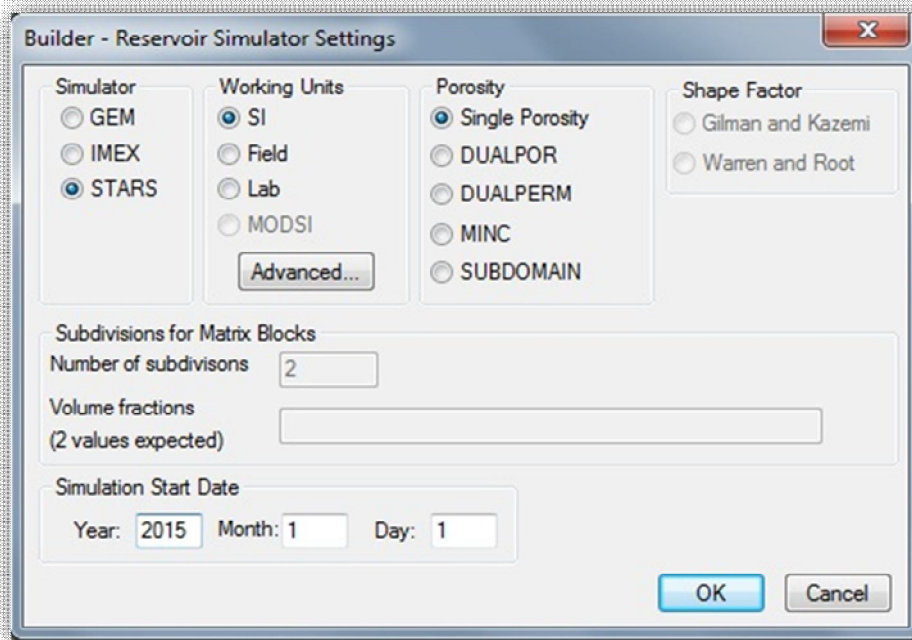 Builder - Reservoir Simulator Settings
Simulator
GEM
IMEX
STARS
Working Units
SI
Field
Lab
MODSI
Advanced...
Porosity
Single Porosity
DUALPOR
DUALPERM
MINC
SUBDOMAIN
Shape Factor
Gilman and Kazemi
Warren and Root
Subdivisions for Matrix Blocks
Number of subdivisons 2
Volume fractions
(2 values expected)
Simulation Start Date
Year: 2015 Month: 1 Day: 1
OK Cancel